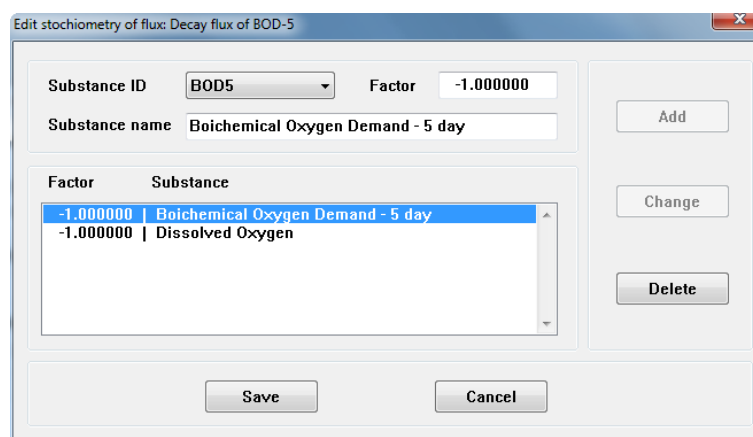 Edit stochiometry of flux: Decay flux of BOD-5
Substance ID BOD5 Factor -1.000000
Add
Substance name Boichemical Oxygen Demand - 5 day
Factor Substance
Change
-1.000000 | Boichemical Oxygen Demand - 5 day
-1.000000 | Dissolved Oxygen
Delete
Save Cancel